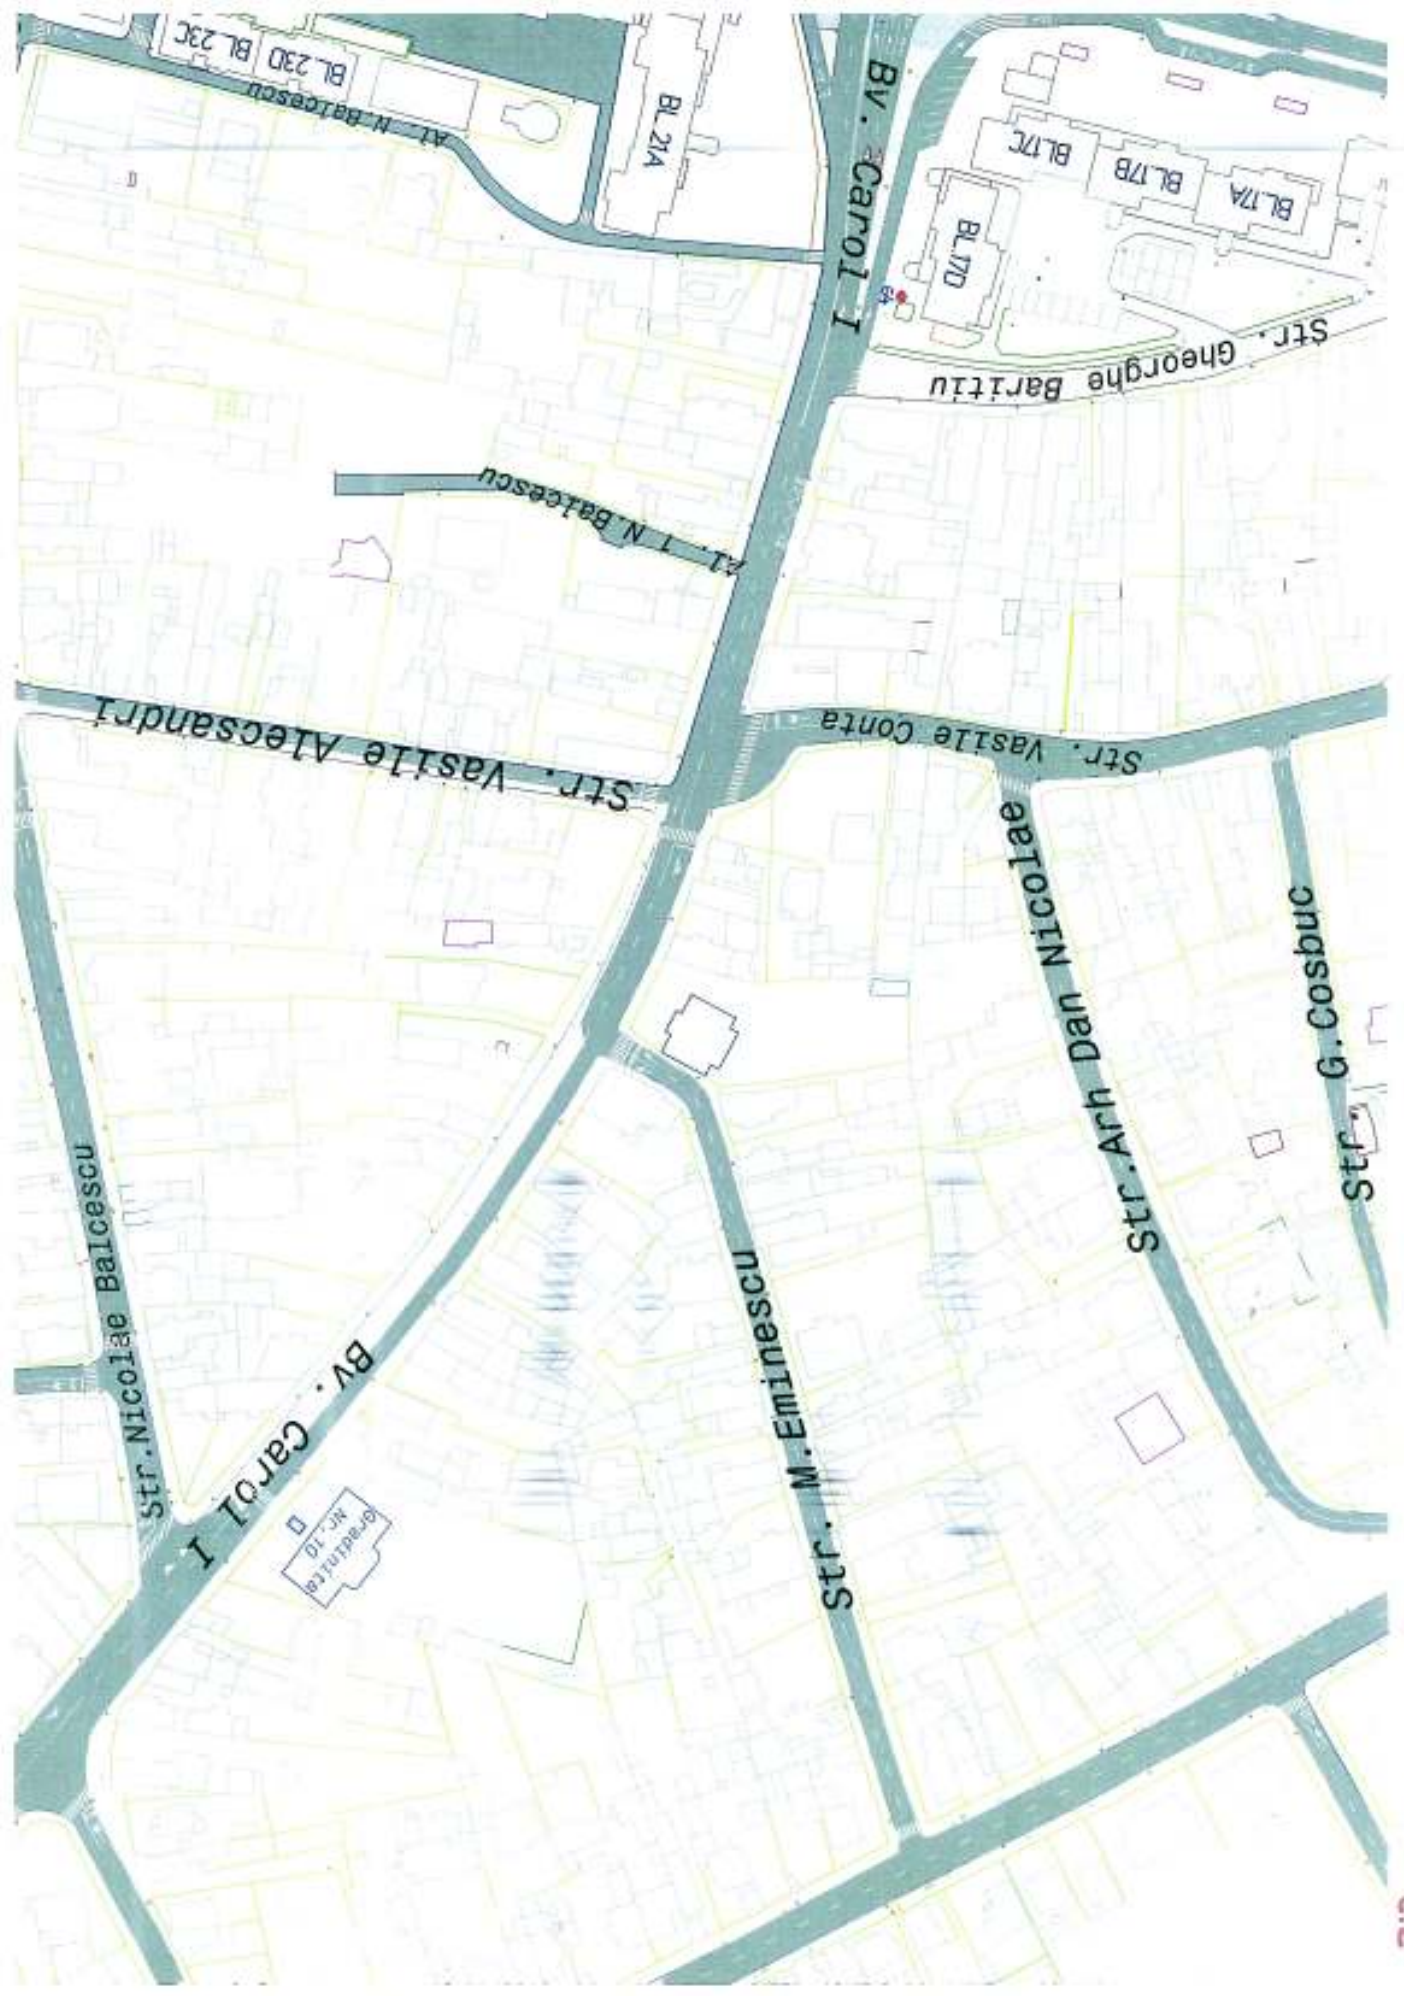 BL. 23C
BL. 23D
Al. N. Balcescu
BL. 21A
Bv. Carol I
BL.17C
BL.17B
BL.17A
BL.17D
Str. Gheorghe Baritiu
Al. 1 N.Balcescu
Str. Vasile Alecsandri
Str. Vasile Conta
Str.Arh Dan Nicolae
Str. G.Cosbuc
Str.Nicolae Balcescu
Bv. Carol I
Str. M.Eminescu
Gradinita
Nr.10